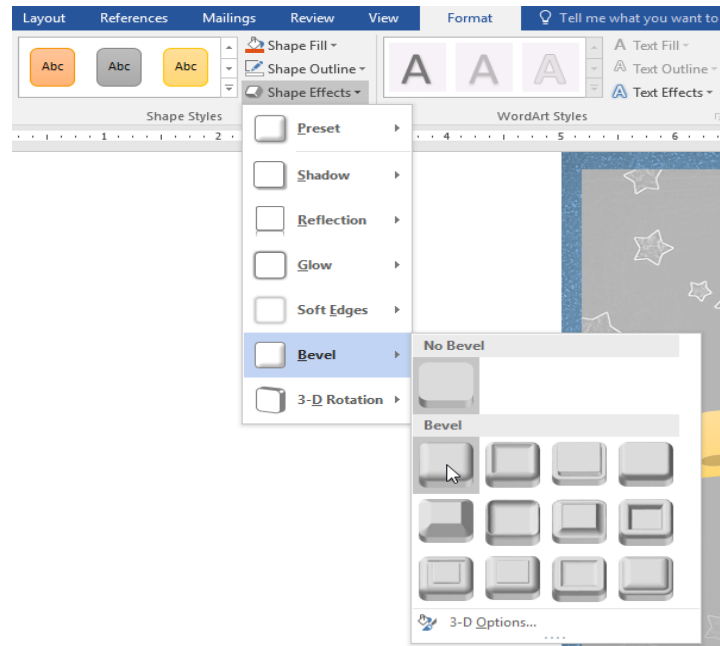 Layout References Mailings Review View Format Tell me what you want to
Abc Abc Abc Shape Fill A A A A Text Fill
Shape Outline A Text Outline
Shape Effects A Text Effects
Shape Styles WordArt Styles
1 2 4 5 6
Preset
Shadow
Reflection
Glow
Soft Edges
Bevel
3-D Rotation
No Bevel
Bevel
3-D Options...